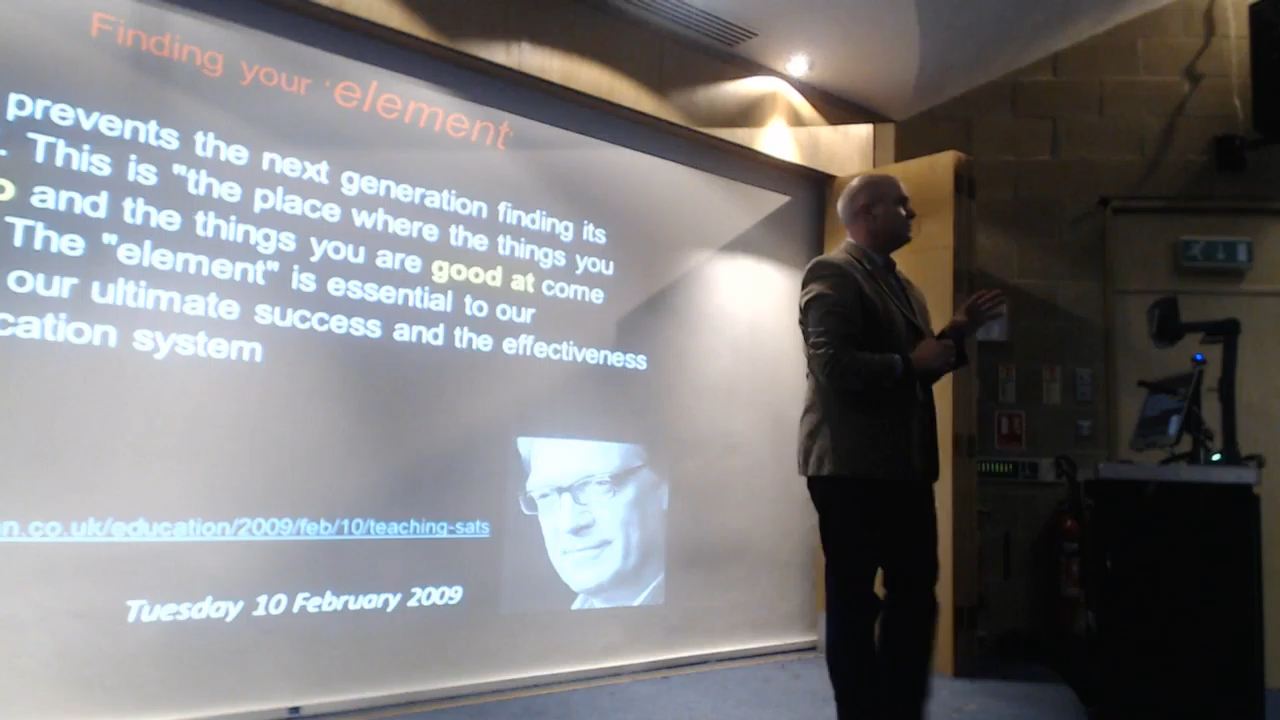 Finding your 'element'
prevents the next generation finding its
. This is "the place where the things you
o and the things you are good at come
The "element" is essential to our
our ultimate success and the effectiveness
cation system
n.co.uk/education/2009/feb/10/teaching-sats
Tuesday 10 February 2009